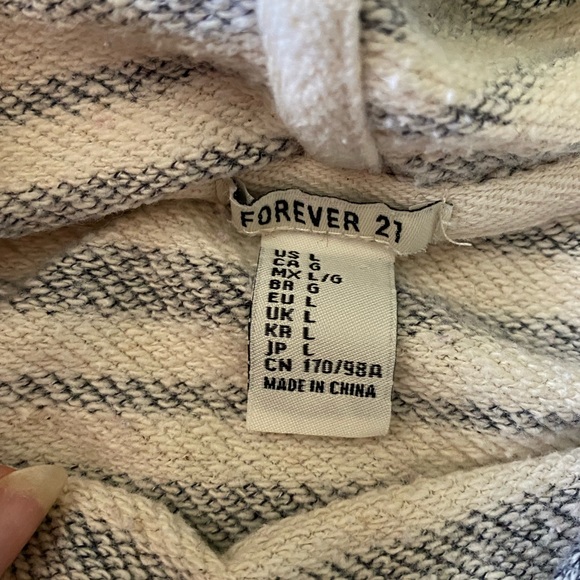 FOREVER 21
US L
CA G
MX L/G
BR G
EU L
UK L
KR L
JP L
CN 170/98A
MADE IN CHINA